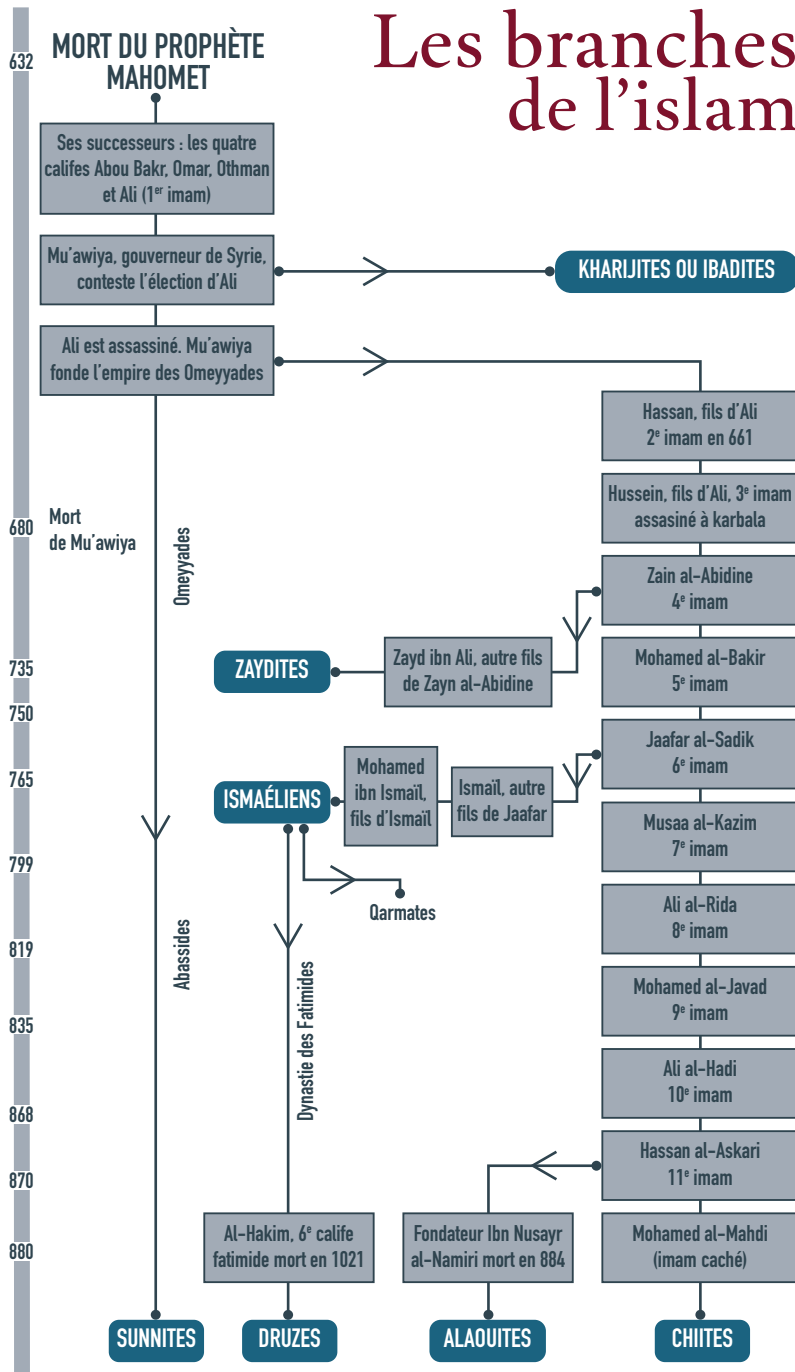 Les branches
de l'islam
632
MORT DU PROPHÈTE
MAHOMET
Ses successeurs : les quatre
califes Abou Bakr, Omar, Othman
et Ali (1er imam)
Mu'awiya, gouverneur de Syrie,
conteste l'élection d'Ali
KHARIJITES OU IBADITES
Ali est assassiné. Mu'awiya
fonde l'empire des Omeyyades
Hassan, fils d'Ali
2e imam en 661
Hussein, fils d'Ali, 3e imam
assasiné à karbala
680
Mort
de Mu'awiya
Omeyyades
Zain al-Abidine
4e imam
735
ZAYDITES
Zayd ibn Ali, autre fils
de Zayn al-Abidine
Mohamed al-Bakir
5e imam
750
Jaafar al-Sadik
6e imam
765
ISMAÉLIENS
Mohamed
ibn Ismaïl,
fils d'Ismaïl
Ismaïl, autre
fils de Jaafar
Musaa al-Kazim
7e imam
799
Qarmates
Ali al-Rida
8e imam
819
Abassides
Dynastie des Fatimides
Mohamed al-Javad
9e imam
835
Ali al-Hadi
10e imam
868
Hassan al-Askari
11e imam
870
880
Al-Hakim, 6e calife
fatimide mort en 1021
Fondateur Ibn Nusayr
al-Namiri mort en 884
Mohamed al-Mahdi
(imam caché)
SUNNITES
DRUZES
ALAOUITES
CHIITES